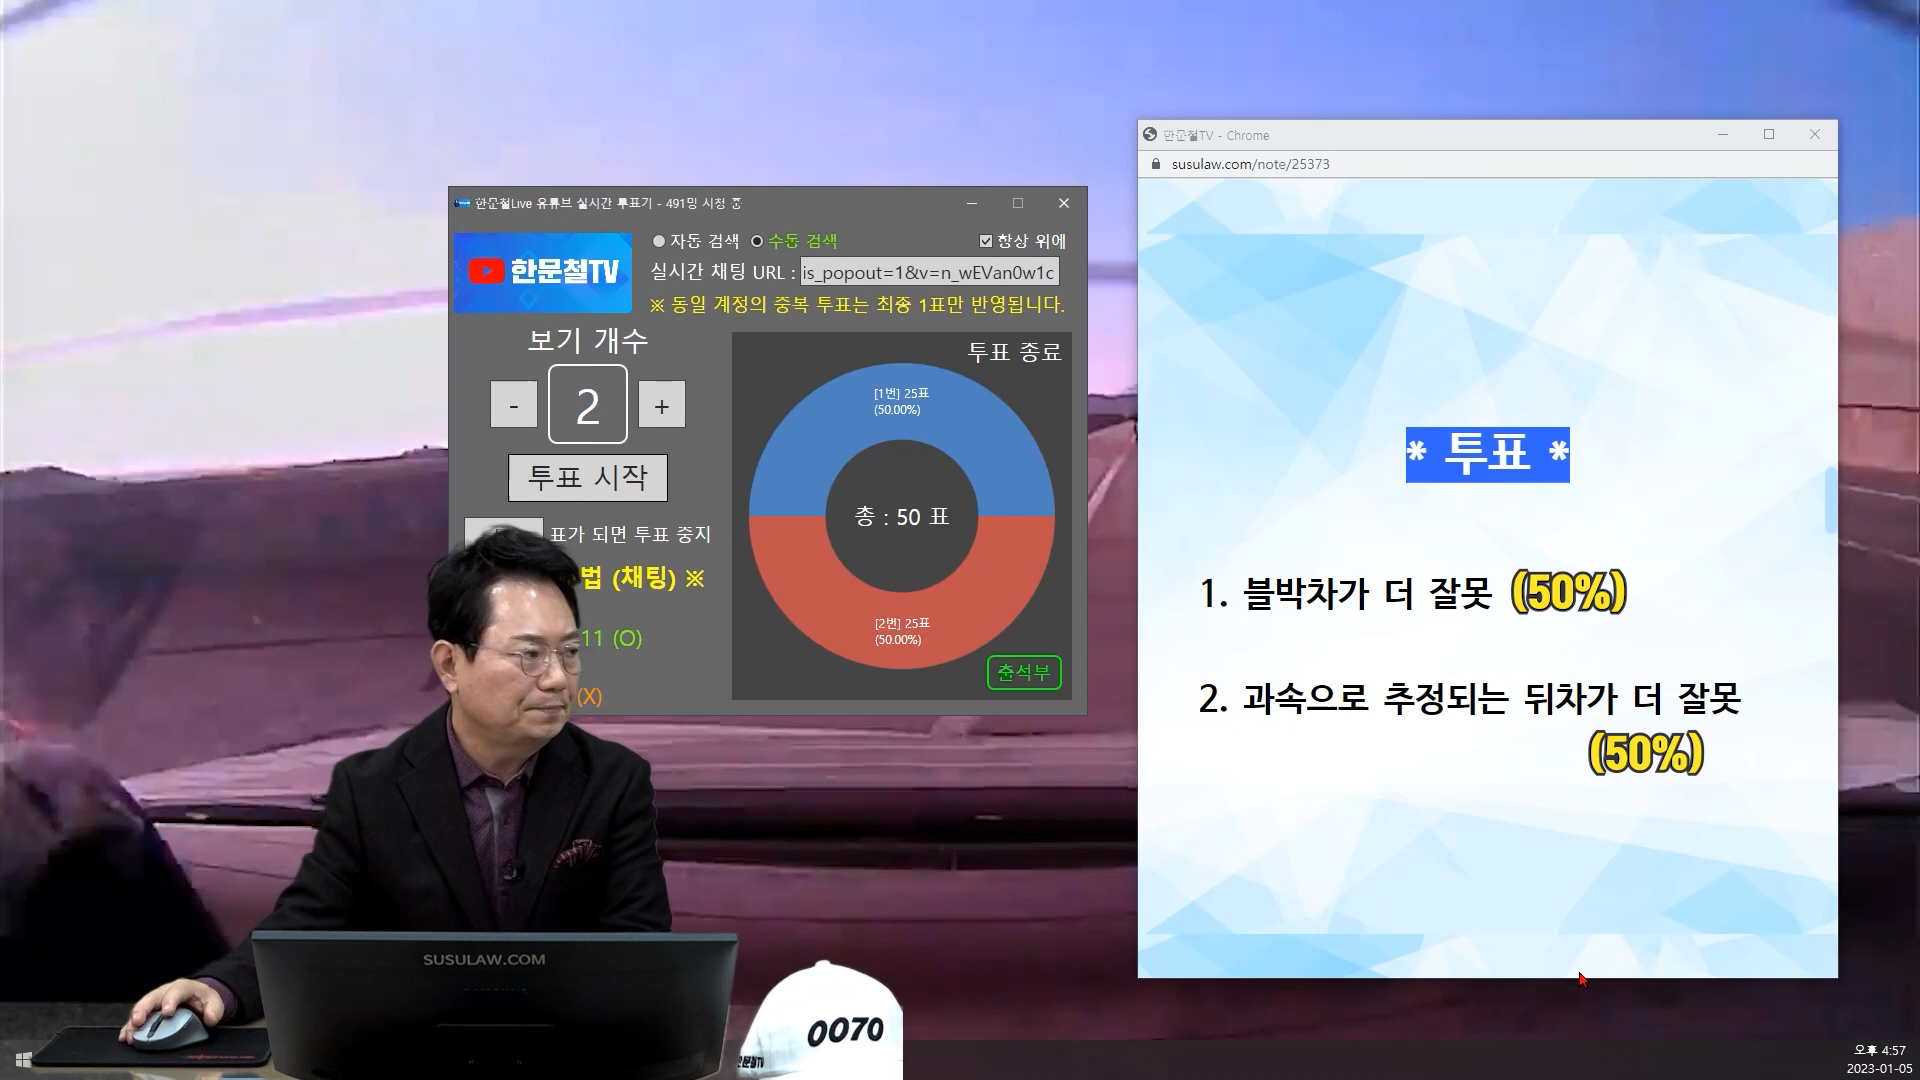 한문철Live 유튜브 실시간 투표기 - 491명 시청 중
한문철TV
자동 검색 수동 검색 항상 위에
실시간 채팅 URL : is_popout=1&v=n_wEVan0w1c
※ 동일 계정의 중복 투표는 최종 1표만 반영됩니다.
보기 개수
- 2 +
투표 시작
표가 되면 투표 중지
법 (채팅) ※
11 (O)
(X)
투표 종료
[1번] 25표
(50.00%)
총 : 50 표
[2번] 25표
(50.00%)
출석부
한문철TV - Chrome
susulaw.com/note/25373
* 투표 *
1. 블박차가 더 잘못 (50%)
2. 과속으로 추정되는 뒤차가 더 잘못
(50%)
SUSULAW.COM
0070
한문철TV
오후 4:57
2023-01-05